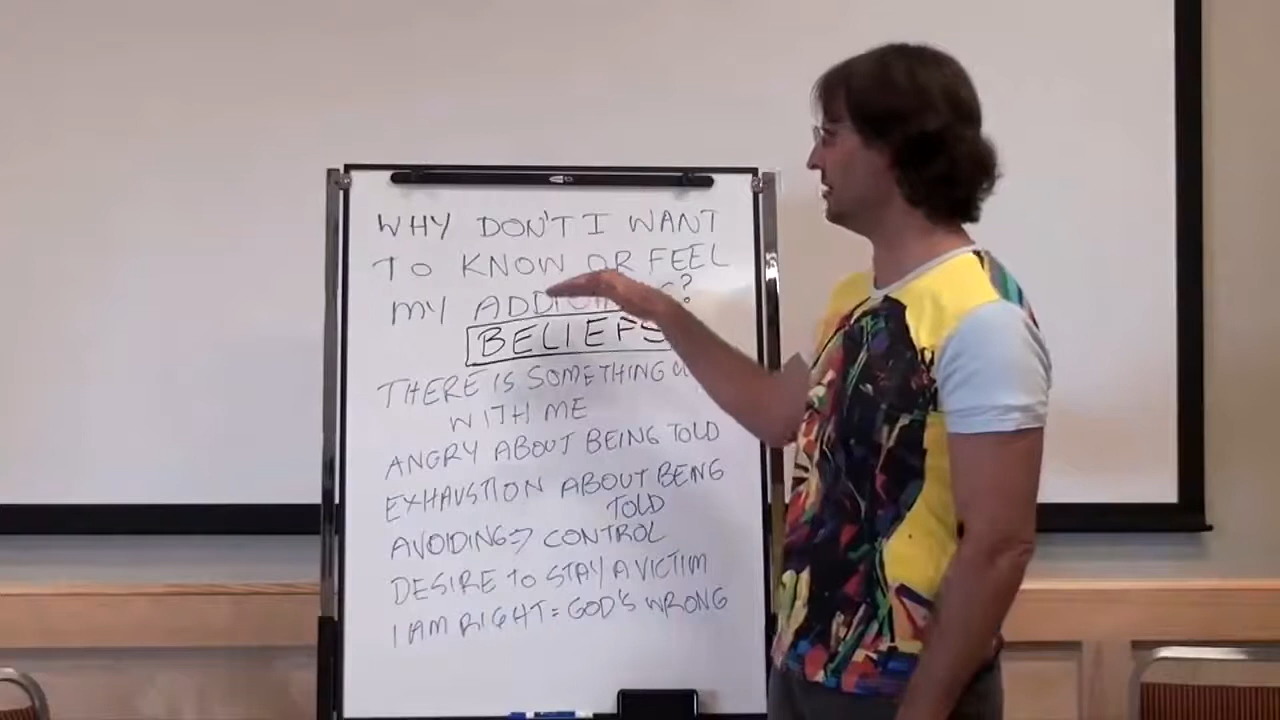 WHY DON'T I WANT
TO KNOW OR FEEL
MY ?
BELIEFS
THERE IS SOMETHING
WITH ME
ANGRY ABOUT BEING TOLD
EXHAUSTION ABOUT BEING
TOLD
AVOIDING => CONTROL
DESIRE TO STAY A VICTIM
I AM RIGHT = GOD'S WRONG